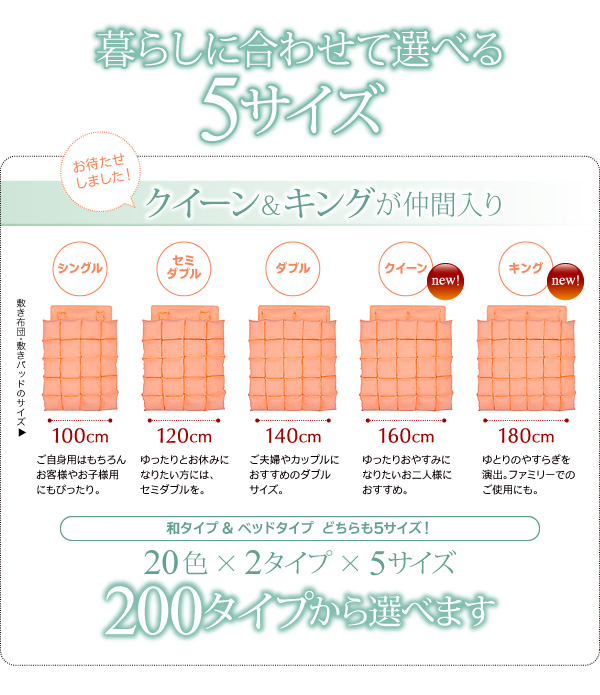 暮らしに合わせて選べる
5サイズ
お待たせ
しました!
クイーン&キングが仲間入り
シングル
セミ
ダブル
ダブル
クイーン
new!
キング
new!
敷き布団・敷きパッドのサイズ▶
100cm
120cm
140cm
160cm
180cm
ご自身用はもちろん
お客様やお子様用
にもぴったり。
ゆったりとお休みに
なりたい方には、
セミダブルを。
ご夫婦やカップルに
おすすめのダブル
サイズ。
ゆったりおやすみに
なりたいお二人様に
おすすめ。
ゆとりのやすらぎを
演出。ファミリーでの
ご使用にも。
和タイプ & ベッドタイプ どちらも5サイズ!
20色×2タイプ×5サイズ
200タイプから選べます